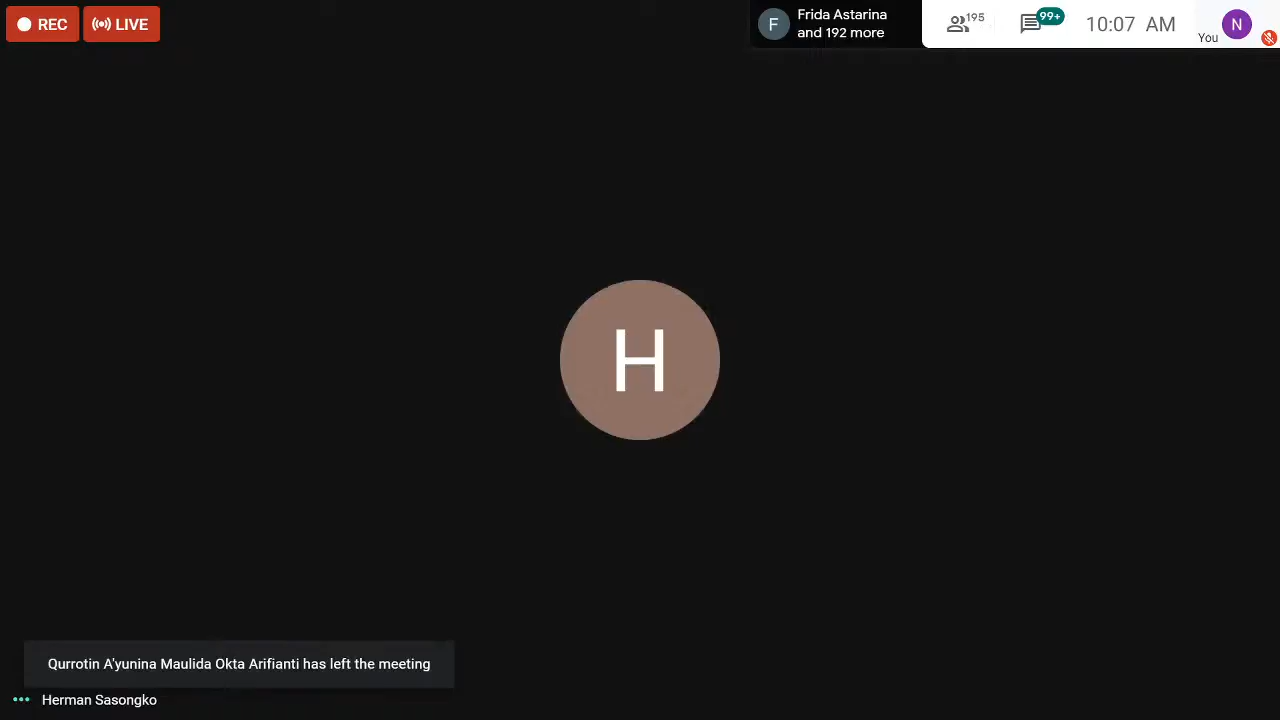 REC
LIVE
F
Frida Astarina
and 192 more
195
99+
10:07 AM
You
N
H
Qurrotin A'yunina Maulida Okta Arifianti has left the meeting
Herman Sasongko